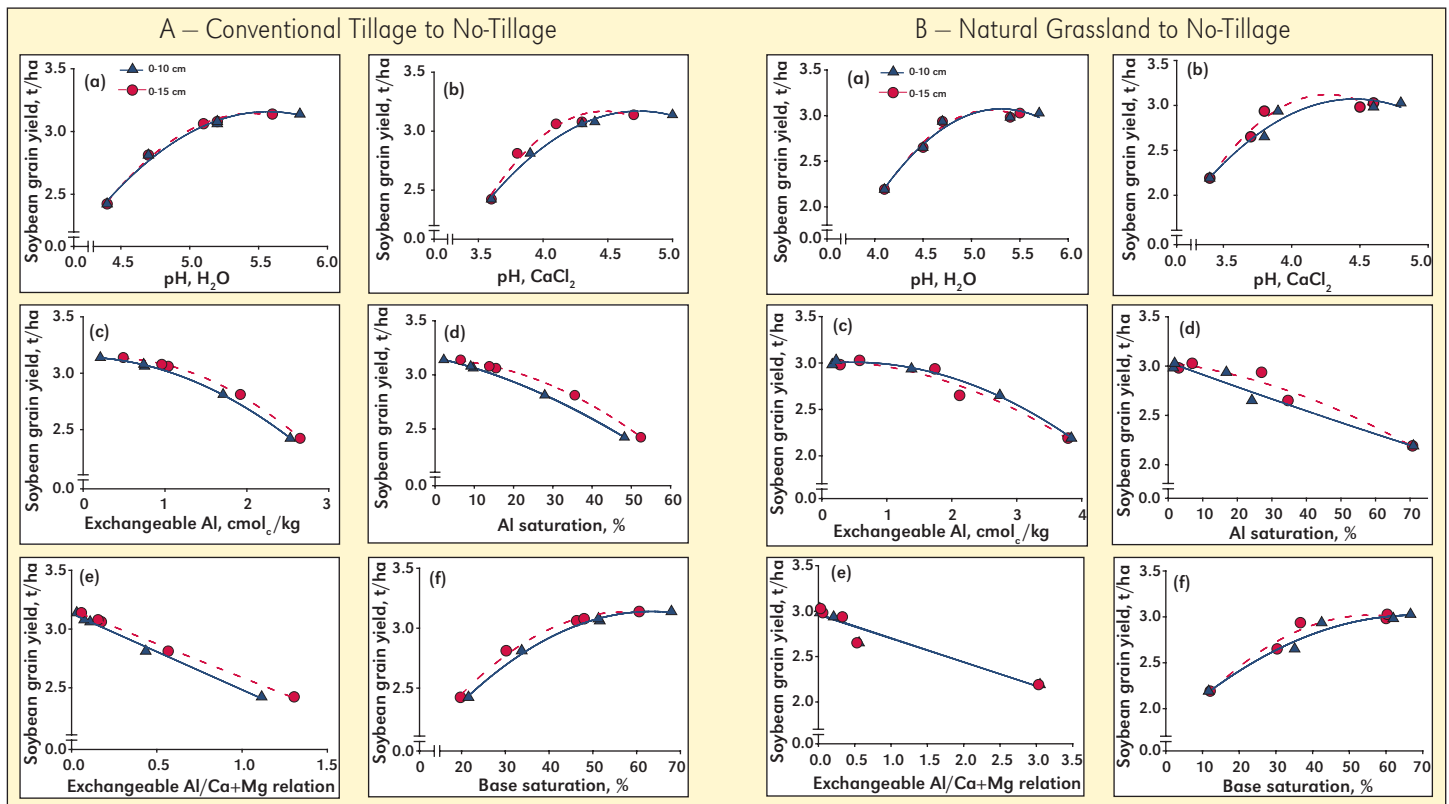 A – Conventional Tillage to No-Tillage
B – Natural Grassland to No-Tillage
Soybean grain yield, t/ha
3.5
3.0
2.5
0.0
(a)
0-10 cm
0-15 cm
0.0 4.5 5.0 5.5 6.0
pH, H₂O
3.5
3.0
2.5
0.0
(b)
0.0 3.5 4.0 4.5 5.0
pH, CaCl₂
Soybean grain yield, t/ha
3.5
3.0
2.5
2.0
0.0
(a)
0-10 cm
0-15 cm
0.0 4.0 4.5 5.0 5.5 6.0
pH, H₂O
Soybean grain yield, t/ha
3.5
3.0
2.5
2.0
0.0
(b)
0.0 3.5 4.0 4.5 5.0
pH, CaCl₂
Soybean grain yield, t/ha
3.5
3.0
2.5
0.0
(c)
0 1 2 3
Exchangeable Al, cmolc/kg
3.5
3.0
2.5
0.0
(d)
0 10 20 30 40 50 60
Al saturation, %
Soybean grain yield, t/ha
3.5
3.0
2.5
2.0
0.0
(c)
0 1 2 3 4
Exchangeable Al, cmolc/kg
Soybean grain yield, t/ha
3.5
3.0
2.5
2.0
0.0
(d)
0 10 20 30 40 50 60 70
Al saturation, %
Soybean grain yield, t/ha
3.5
3.0
2.5
0.0
(e)
0.0 0.5 1.0 1.5
Exchangeable Al/Ca+Mg relation
3.5
3.0
2.5
0.0
(f)
0 20 30 40 50 60 70
Base saturation, %
Soybean grain yield, t/ha
3.5
3.0
2.5
2.0
0.0
(e)
0.0 0.5 1.0 1.5 2.0 2.5 3.0 3.5
Exchangeable Al/Ca+Mg relation
Soybean grain yield, t/ha
3.5
3.0
2.5
2.0
0.0
(f)
0 10 20 30 40 50 60 70
Base saturation, %